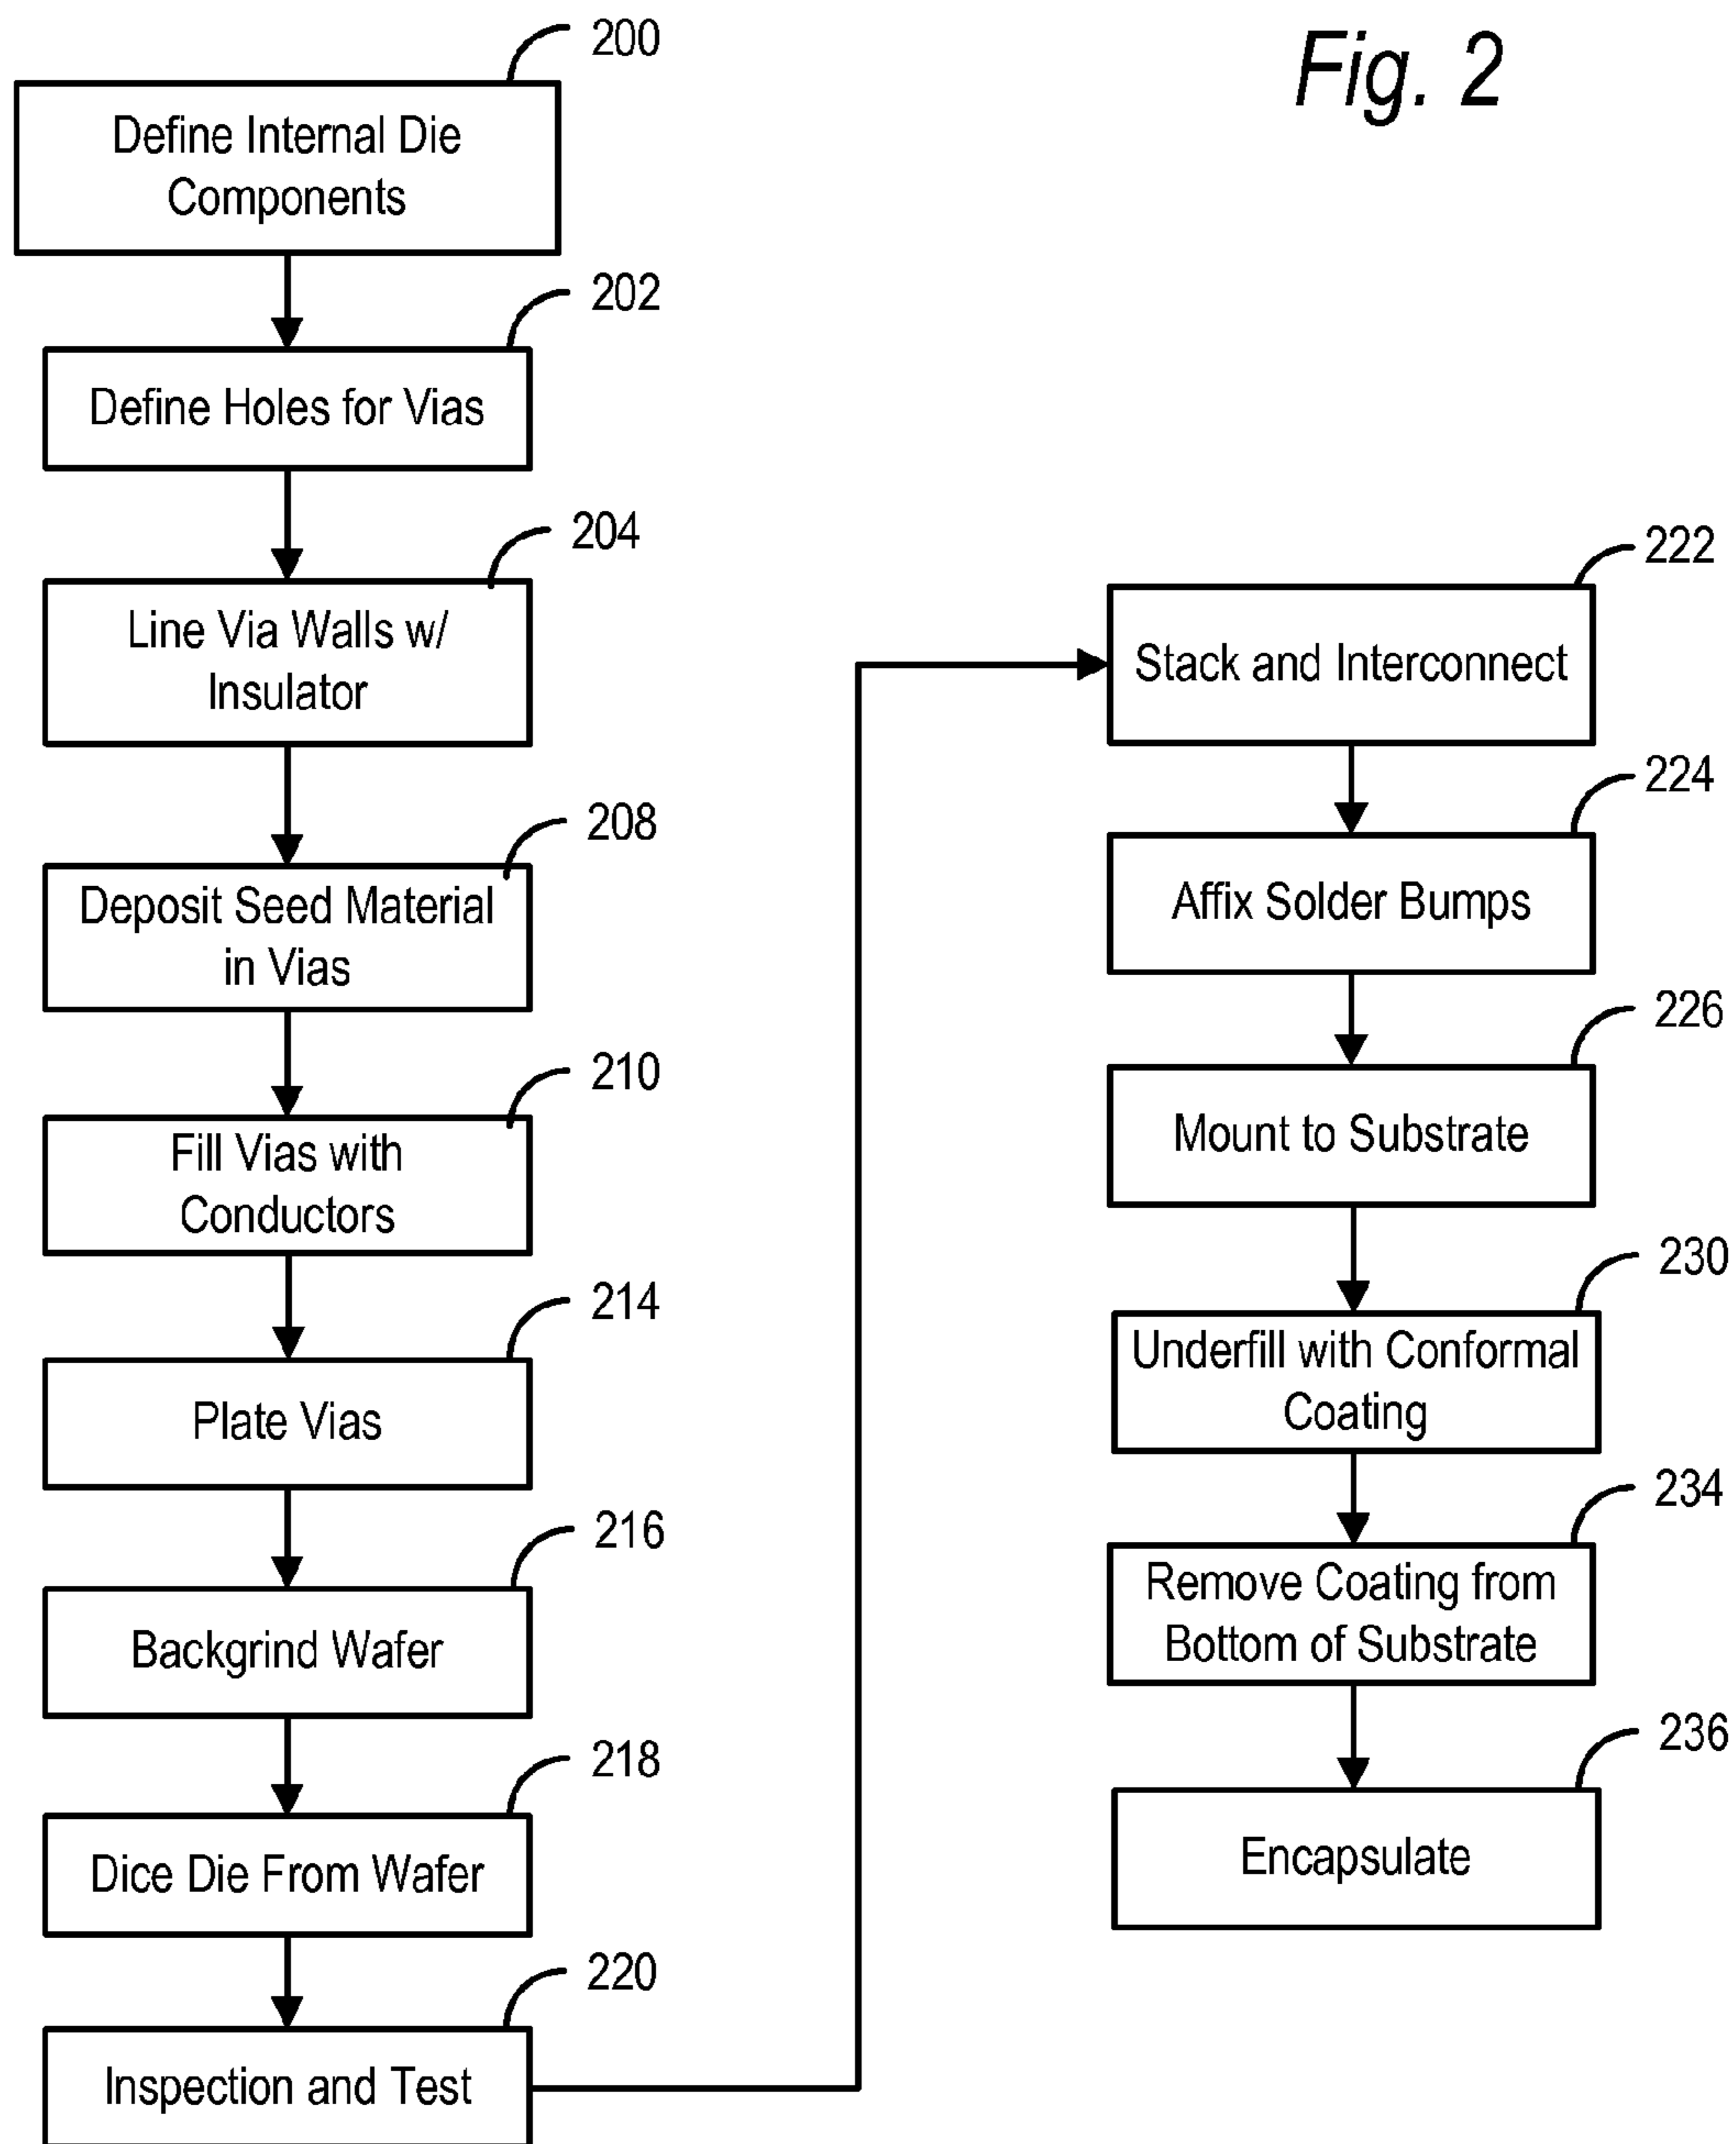 Fig. 2
200
Define Internal Die
Components
202
Define Holes for Vias
204
Line Via Walls w/
Insulator
208
Deposit Seed Material
in Vias
210
Fill Vias with
Conductors
214
Plate Vias
216
Backgrind Wafer
218
Dice Die From Wafer
220
Inspection and Test
222
Stack and Interconnect
224
Affix Solder Bumps
226
Mount to Substrate
230
Underfill with Conformal
Coating
234
Remove Coating from
Bottom of Substrate
236
Encapsulate